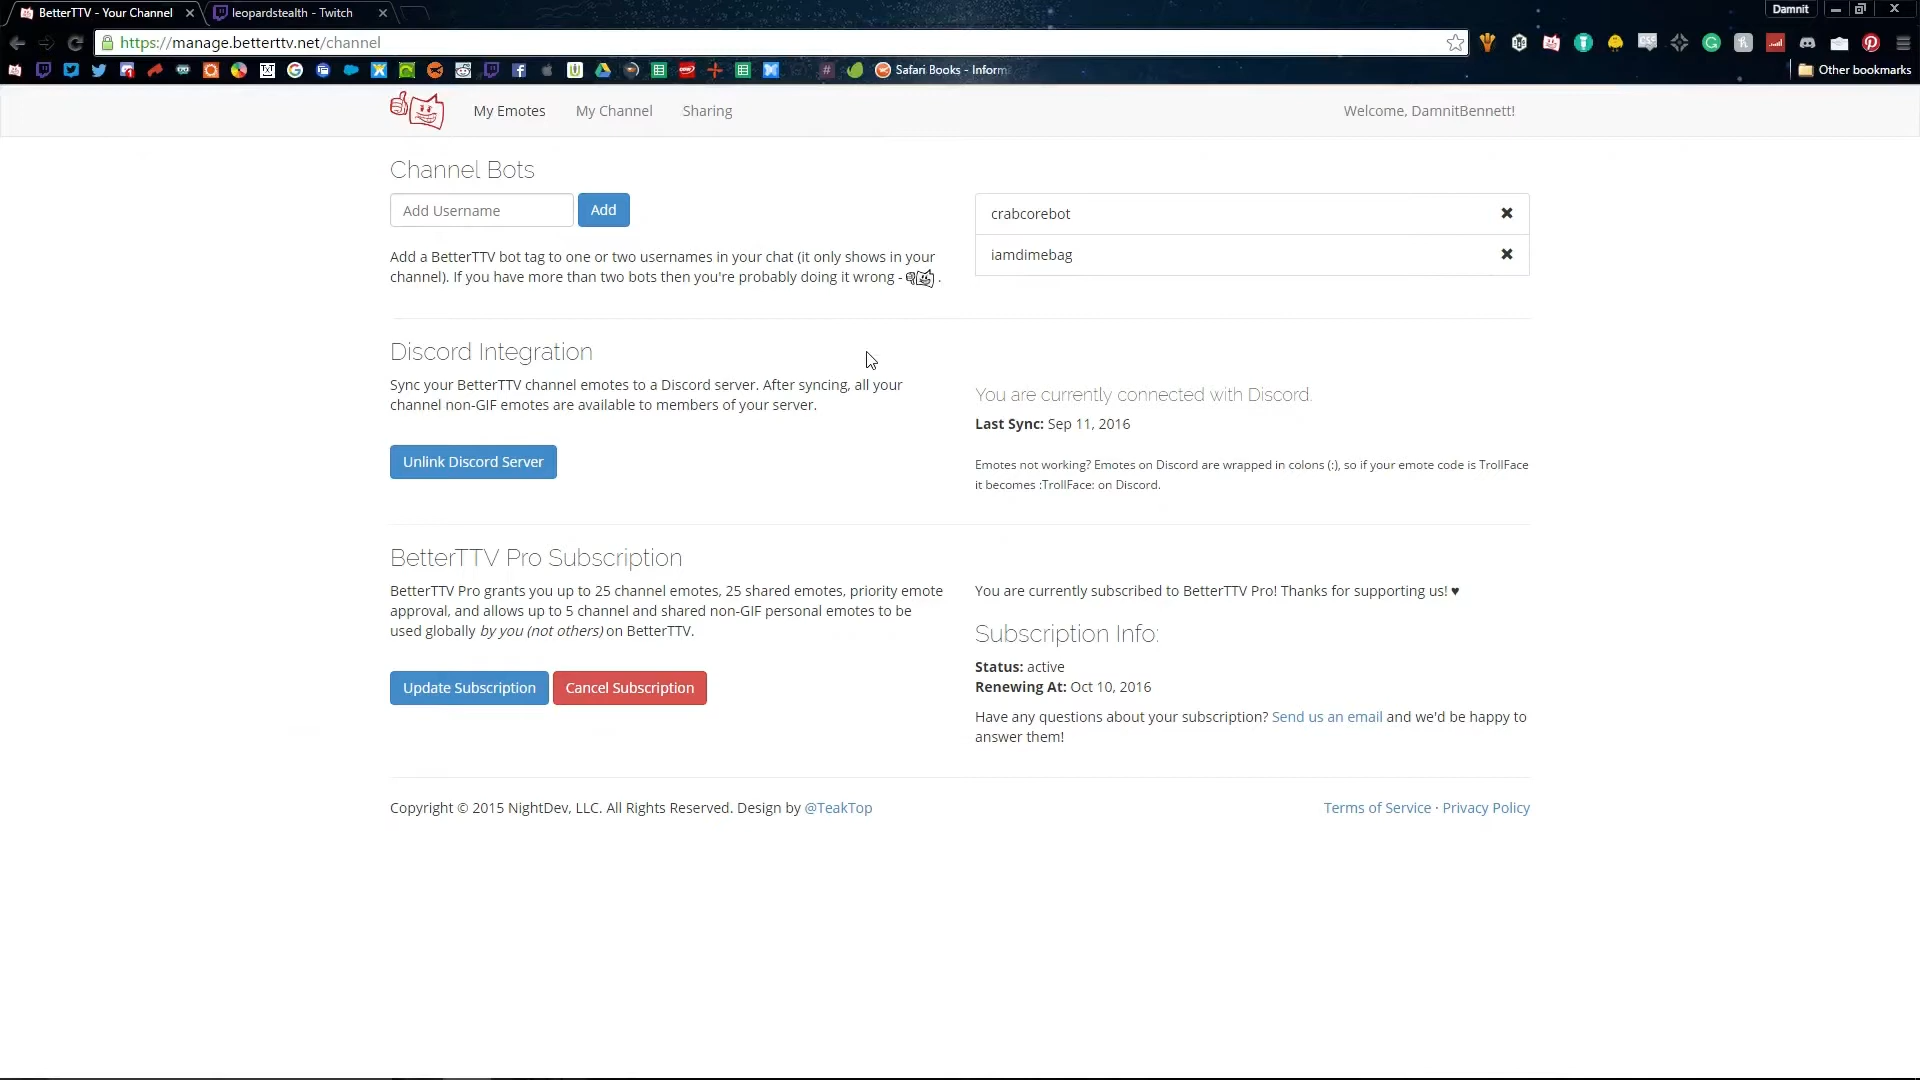 BetterTTV - Your Channel
leopardstealth - Twitch
Damnit
https://manage.betterttv.net/channel
Safari Books - Inform
Other bookmarks
My Emotes My Channel Sharing Welcome, DamnitBennett!
Channel Bots
Add Username Add
crabcorebot
iamdimebag
Add a BetterTTV bot tag to one or two usernames in your chat (it only shows in your
channel). If you have more than two bots then you're probably doing it wrong - .
Discord Integration
Sync your BetterTTV channel emotes to a Discord server. After syncing, all your
channel non-GIF emotes are available to members of your server.
Unlink Discord Server
You are currently connected with Discord.
Last Sync: Sep 11, 2016
Emotes not working? Emotes on Discord are wrapped in colons (:), so if your emote code is TrollFace
it becomes :TrollFace: on Discord.
BetterTTV Pro Subscription
BetterTTV Pro grants you up to 25 channel emotes, 25 shared emotes, priority emote
approval, and allows up to 5 channel and shared non-GIF personal emotes to be
used globally by you (not others) on BetterTTV.
Update Subscription Cancel Subscription
You are currently subscribed to BetterTTV Pro! Thanks for supporting us! ♥
Subscription Info:
Status: active
Renewing At: Oct 10, 2016
Have any questions about your subscription? Send us an email and we'd be happy to
answer them!
Copyright © 2015 NightDev, LLC. All Rights Reserved. Design by @TeakTop
Terms of Service · Privacy Policy